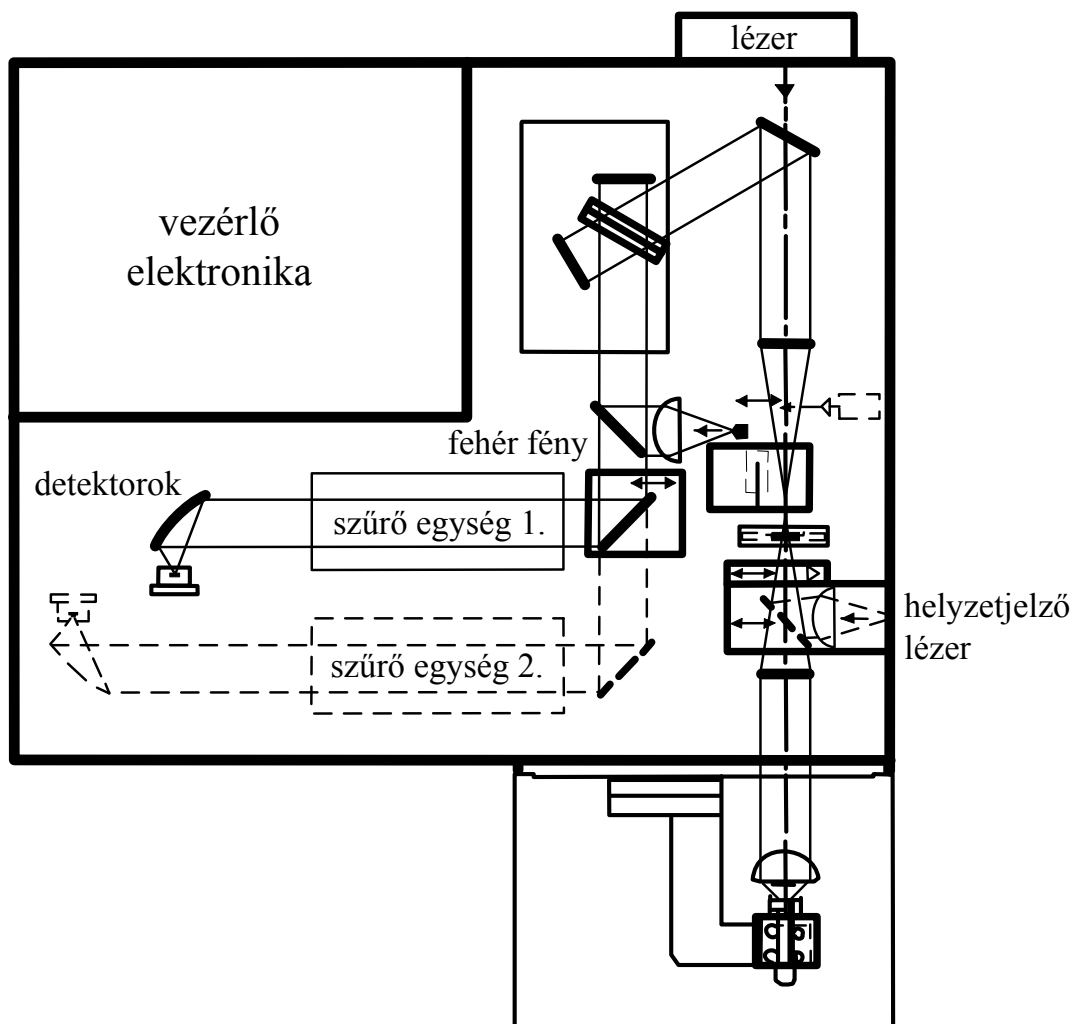 lézer
vezérlő
elektronika
fehér fény
detektorok
szűrő egység 1.
helyzetjelző
lézer
szűrő egység 2.